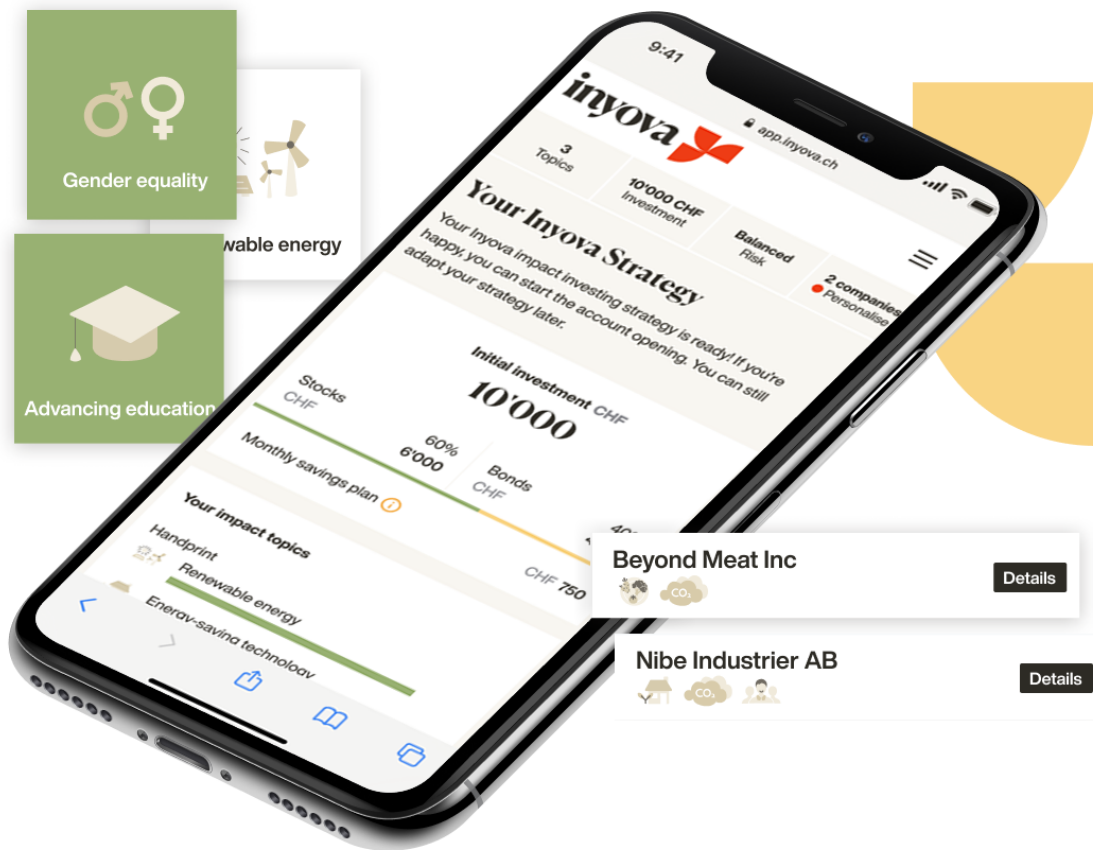 Gender equality
wable energy
Advancing education
9:41
app.inyova.ch
inyova
3
Topics
10'000 CHF
Investment
Balanced
Risk
2 companies
Personalise
Your Inyova Strategy
Your Inyova impact investing strategy is ready! If you're
happy, you can start the account opening. You can still
adapt your strategy later.
Initial investment CHF
10'000
Stocks
CHF
60%
6'000
Bonds
CHF
Monthly savings plan
CHF 750
Your impact topics
Handprint
Renewable energy
Energy-saving technology
Beyond Meat Inc
CO₂
Details
Nibe Industrier AB
CO₂
Details